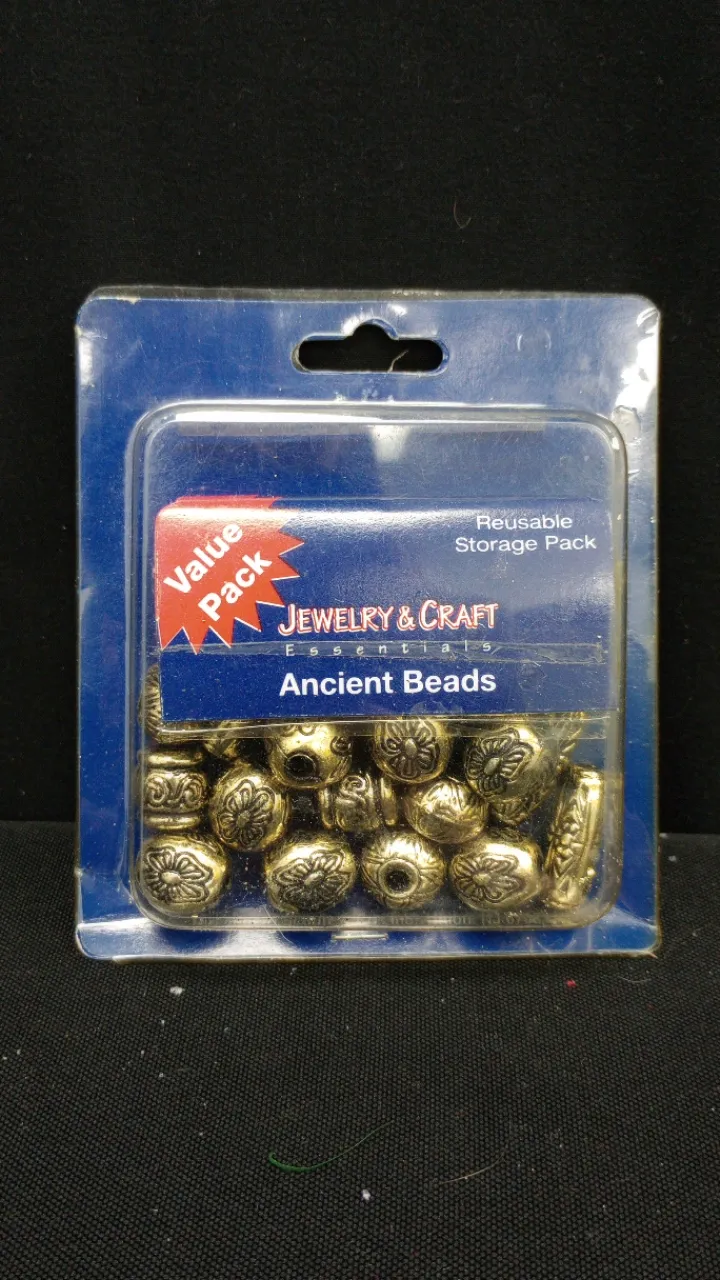 Value
Pack
Reusable
Storage Pack
JEWELRY & CRAFT
Essentials
Ancient Beads